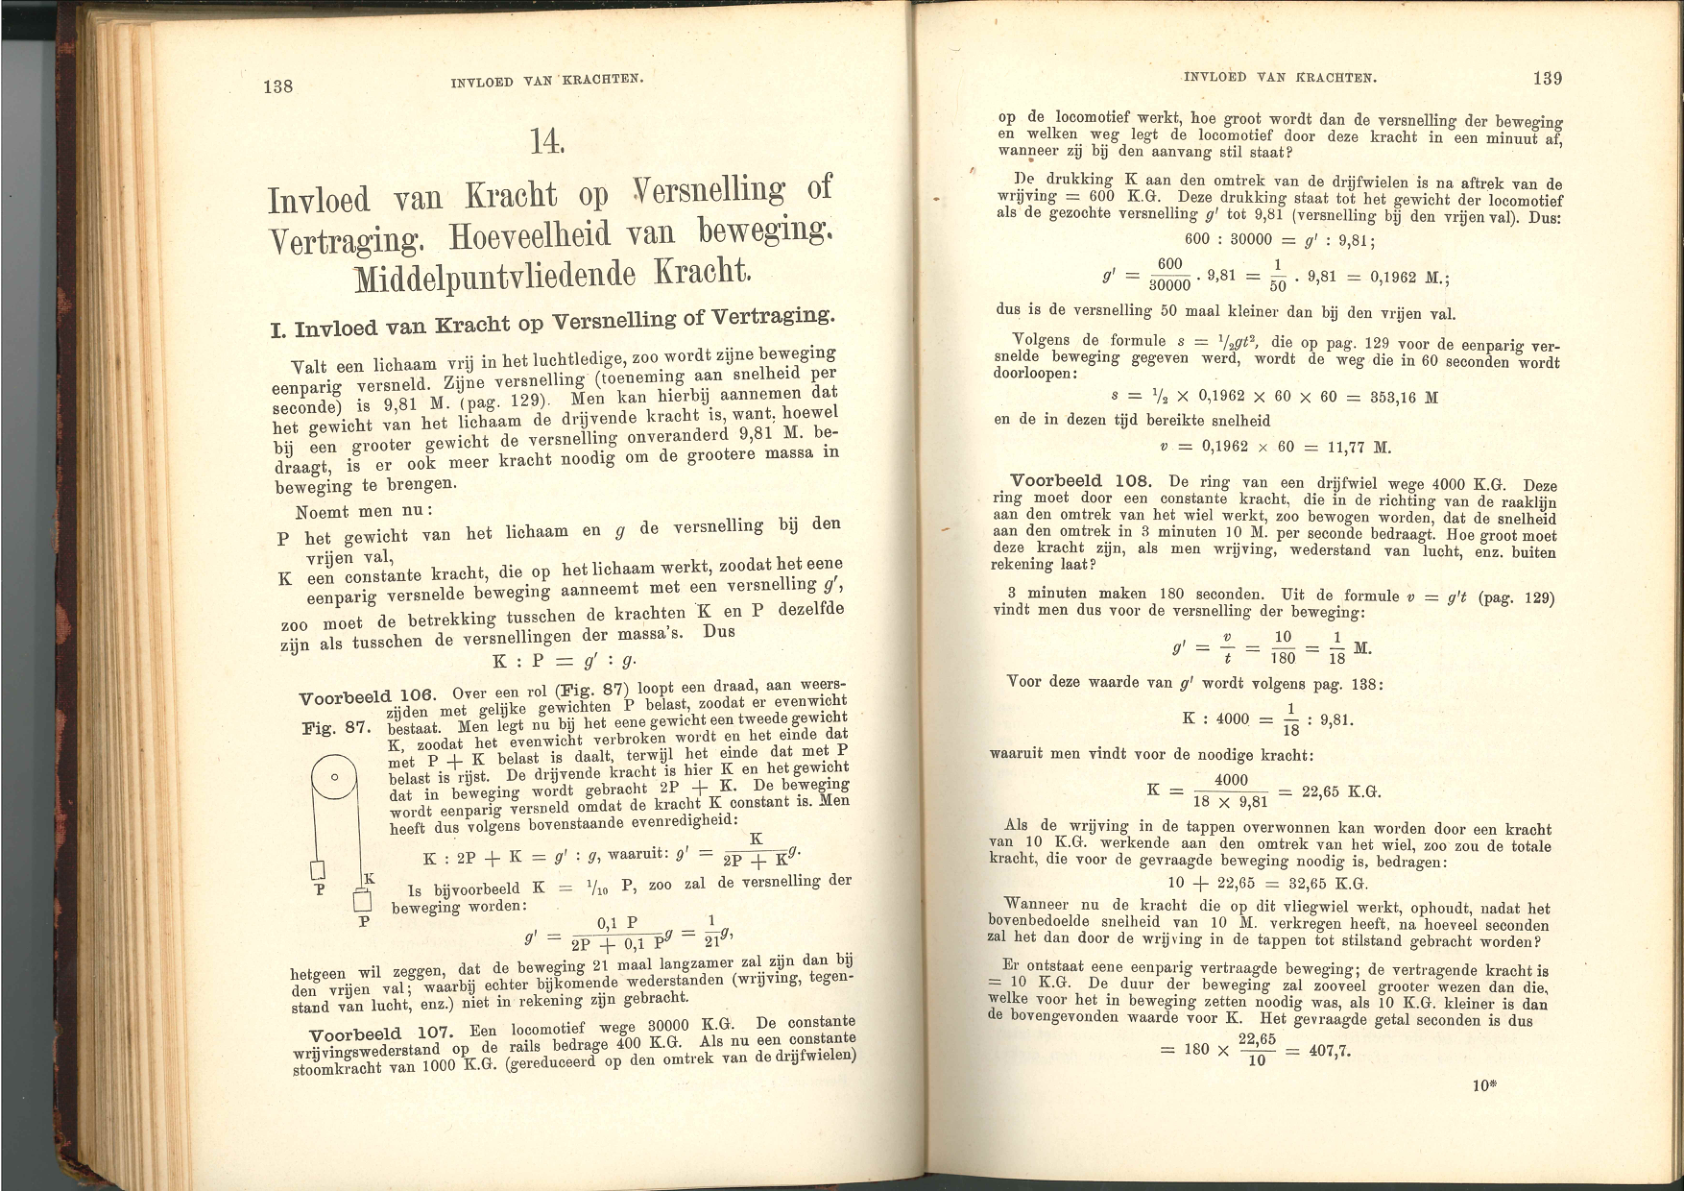 138
INVLOED VAN KRACHTEN.
14.
Invloed van Kracht op Versnelling of
Vertraging. Hoeveelheid van beweging.
Middelpuntvliedende Kracht.
I. Invloed van Kracht op Versnelling of Vertraging.
Valt een lichaam vrij in het luchtledige, zoo wordt zijne beweging
eenparig versneld. Zijne versnelling (toeneming aan snelheid per
seconde) is 9,81 M. (pag. 129). Men kan hierbij aannemen dat
het gewicht van het lichaam de drijvende kracht is, want: hoewel
bij een grooter gewicht de versnelling onveranderd 9,81 M. be-
draagt, is er ook meer kracht noodig om de grootere massa in
beweging te brengen.
Noemt men nu:
P het gewicht van het lichaam en g de versnelling bij den
vrijen val,
K een constante kracht, die op het lichaam werkt, zoodat het eene
eenparig versnelde beweging aanneemt met een versnelling g′,
zoo moet de betrekking tusschen de krachten K en P dezelfde
zijn als tusschen de versnellingen der massa's. Dus
K : P = g′ : g.
Voorbeeld 106. Over een rol (Fig. 87) loopt een draad, aan weers-
zijden met gelijke gewichten P belast, zoodat er evenwicht
Fig. 87. bestaat. Men legt nu bij het eene gewicht een tweede gewicht
K, zoodat het evenwicht verbroken wordt en het einde dat
met P + K belast is daalt, terwijl het einde dat met P
belast is rijst. De drijvende kracht is hier K en het gewicht
dat in beweging wordt gebracht 2P + K. De beweging
wordt eenparig versneld omdat de kracht K constant is. Men
heeft dus volgens bovenstaande evenredigheid:
K : 2P + K = g′ : g, waaruit: g′ = K / (2P + K) g.
P
K
P
Is bijvoorbeeld K = 1/10 P, zoo zal de versnelling der
beweging worden:
g′ = 0,1 P / (2P + 0,1 P) g = 1/21 g,
hetgeen wil zeggen, dat de beweging 21 maal langzamer zal zijn dan bij
den vrijen val; waarbij echter bijkomende wederstanden (wrijving, tegen-
stand van lucht, enz.) niet in rekening zijn gebracht.
Voorbeeld 107. Een locomotief wege 30000 K.G. De constante
wrijvingswederstand op de rails bedrage 400 K.G. Als nu een constante
stoomkracht van 1000 K.G. (gereduceerd op den omtrek van de drijfwielen)
INVLOED VAN KRACHTEN.
139
op de locomotief werkt, hoe groot wordt dan de versnelling der beweging
en welken weg legt de locomotief door deze kracht in een minuut af,
wanneer zij bij den aanvang stil staat?
De drukking K aan den omtrek van de drijfwielen is na aftrek van de
wrijving = 600 K.G. Deze drukking staat tot het gewicht der locomotief
als de gezochte versnelling g′ tot 9,81 (versnelling bij den vrijen val). Dus:
600 : 30000 = g′ : 9,81;
g′ = 600/30000 . 9,81 = 1/50 . 9,81 = 0,1962 M.;
dus is de versnelling 50 maal kleiner dan bij den vrijen val.
Volgens de formule s = 1/2gt², die op pag. 129 voor de eenparig ver-
snelde beweging gegeven werd, wordt de weg die in 60 seconden wordt
doorloopen:
s = 1/2 × 0,1962 × 60 × 60 = 353,16 M
en de in dezen tijd bereikte snelheid
v = 0,1962 × 60 = 11,77 M.
Voorbeeld 108. De ring van een drijfwiel wege 4000 K.G. Deze
ring moet door een constante kracht, die in de richting van de raaklijn
aan den omtrek van het wiel werkt, zoo bewogen worden, dat de snelheid
aan den omtrek in 3 minuten 10 M. per seconde bedraagt. Hoe groot moet
deze kracht zijn, als men wrijving, wederstand van lucht, enz. buiten
rekening laat?
3 minuten maken 180 seconden. Uit de formule v = g′t (pag. 129)
vindt men dus voor de versnelling der beweging:
g′ = v/t = 10/180 = 1/18 M.
Voor deze waarde van g′ wordt volgens pag. 138:
K : 4000 = 1/18 : 9,81.
waaruit men vindt voor de noodige kracht:
K = 4000 / (18 × 9,81) = 22,65 K.G.
Als de wrijving in de tappen overwonnen kan worden door een kracht
van 10 K.G. werkende aan den omtrek van het wiel, zoo zou de totale
kracht, die voor de gevraagde beweging noodig is, bedragen:
10 + 22,65 = 32,65 K.G.
Wanneer nu de kracht die op dit vliegwiel werkt, ophoudt, nadat het
bovenbedoelde snelheid van 10 M. verkregen heeft, na hoeveel seconden
zal het dan door de wrijving in de tappen tot stilstand gebracht worden?
Er ontstaat eene eenparig vertraagde beweging; de vertragende kracht is
= 10 K.G. De duur der beweging zal zooveel grooter wezen dan die,
welke voor het in beweging zetten noodig was, als 10 K.G. kleiner is dan
de bovengevonden waarde voor K. Het gevraagde getal seconden is dus
= 180 × 22,65/10 = 407,7.
10*